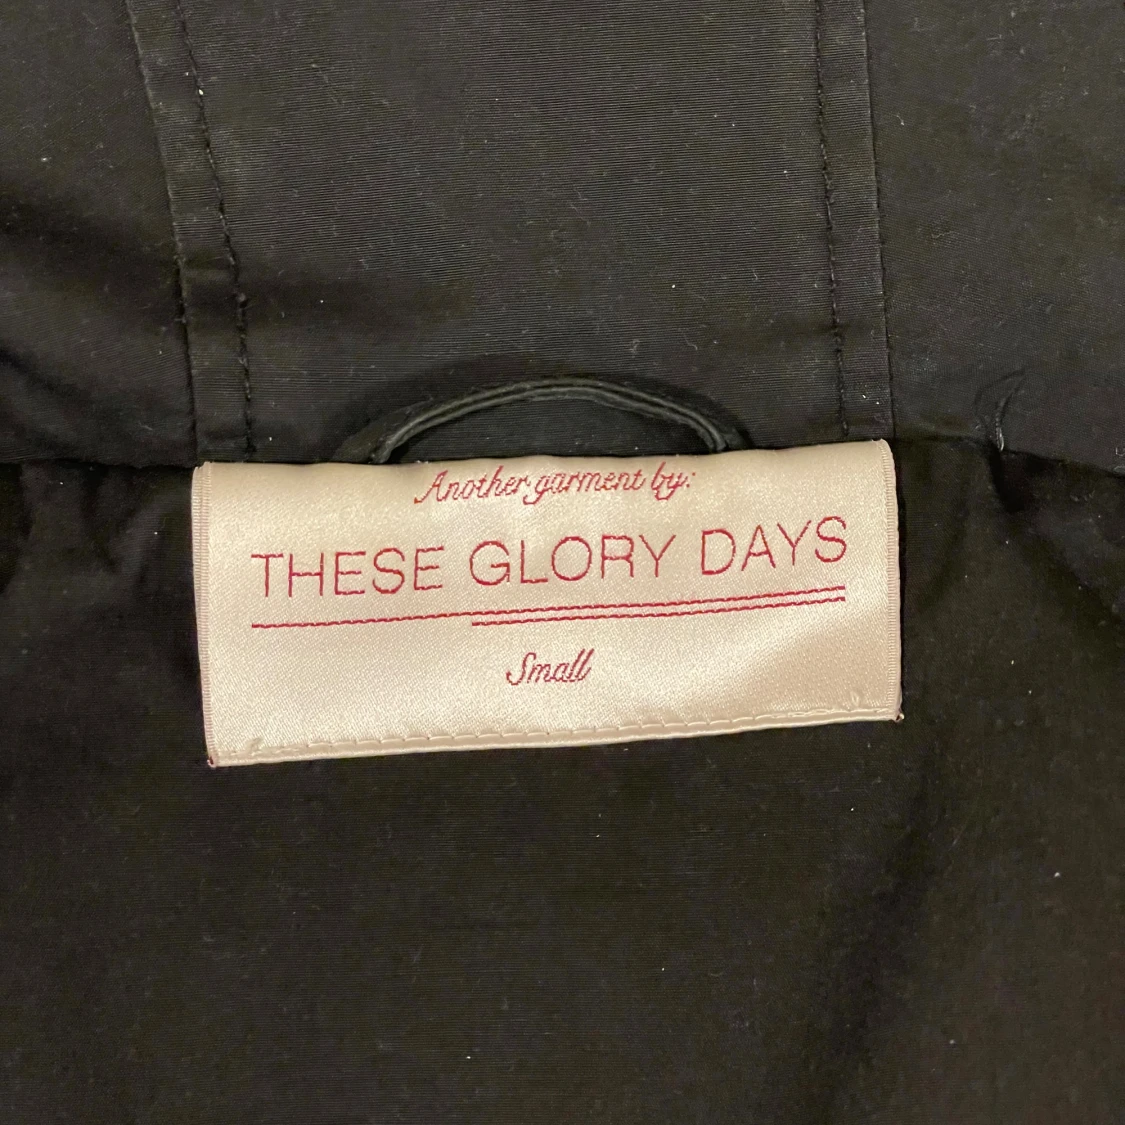 Another garment by:
THESE GLORY DAYS
Small